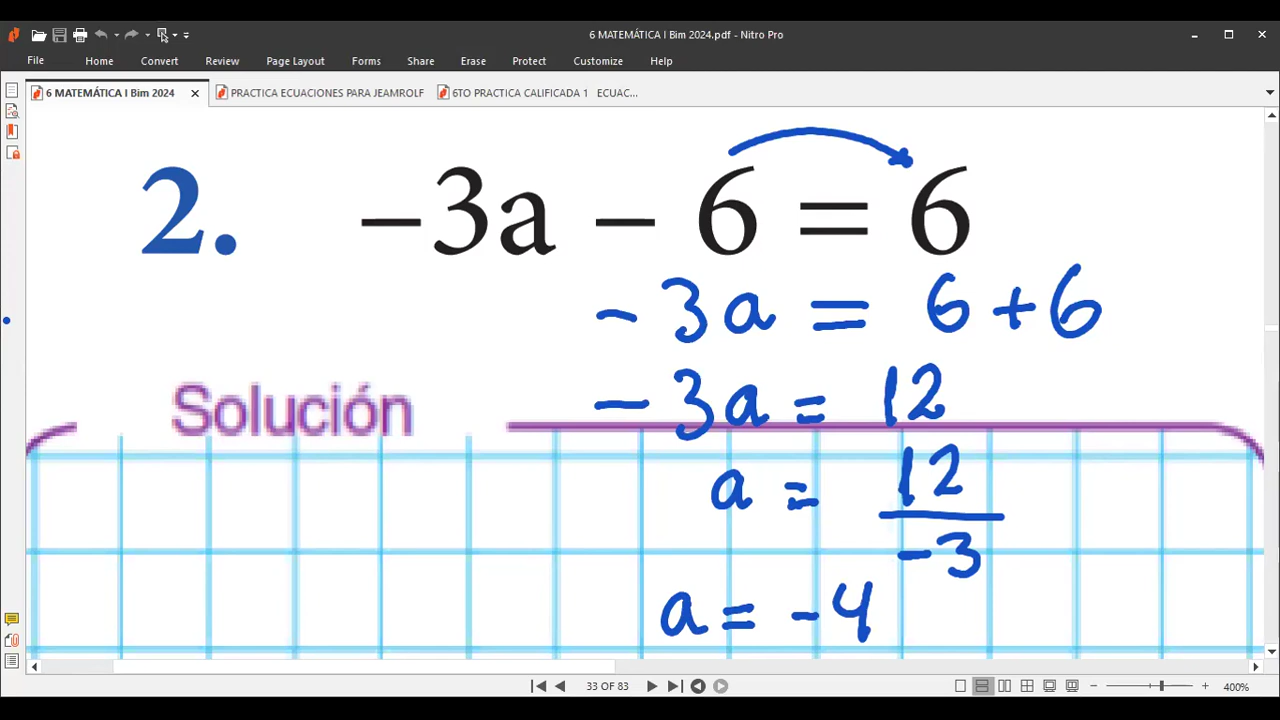 6 MATEMÁTICA I Bim 2024.pdf - Nitro Pro
File Home Convert Review Page Layout Forms Share Erase Protect Customize Help
6 MATEMÁTICA I Bim 2024 PRACTICA ECUACIONES PARA JEAMROLF 6TO PRACTICA CALIFICADA 1 ECUAC...
2. –3a – 6 = 6
-3a = 6+6
-3a = 12
Solución
a = 12/-3
a = -4
33 OF 83
400%